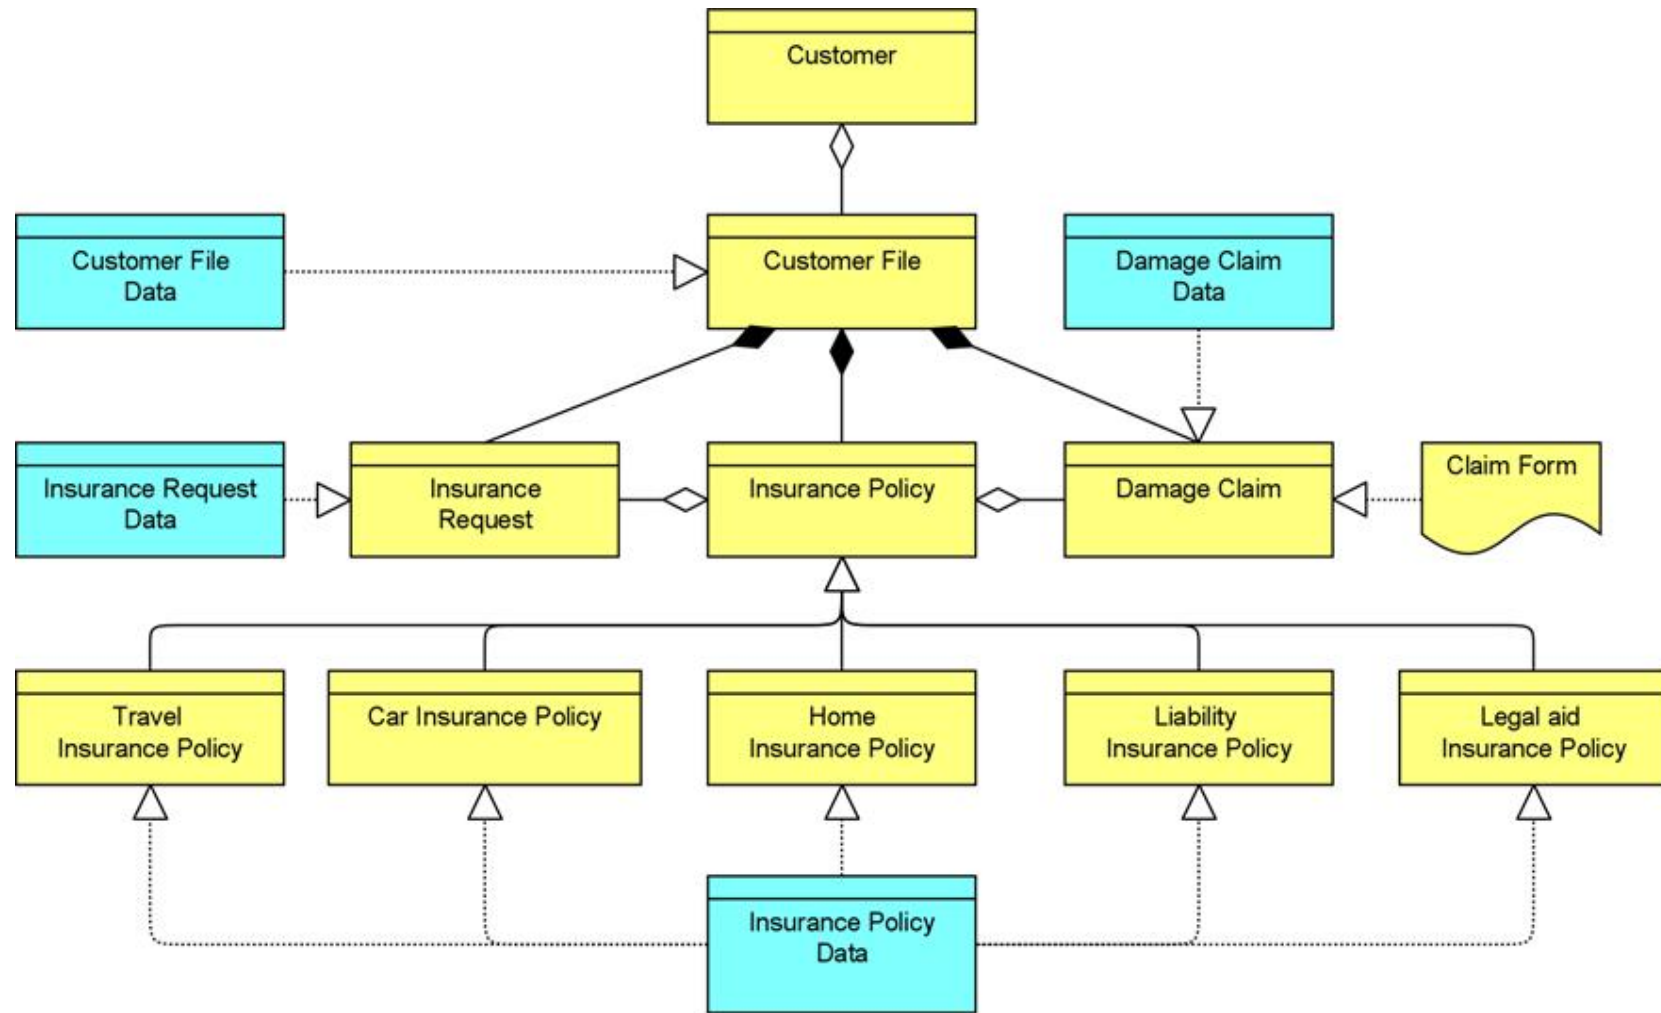 Customer
Customer File
Data
Customer File
Damage Claim
Data
Insurance Request
Data
Insurance
Request
Insurance Policy
Damage Claim
Claim Form
Travel
Insurance Policy
Car Insurance Policy
Home
Insurance Policy
Liability
Insurance Policy
Legal aid
Insurance Policy
Insurance Policy
Data